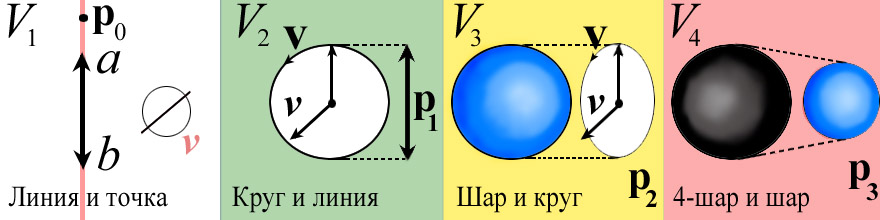 V1
p0
a
b
v
Линия и точка
V2
v
v
p1
Круг и линия
V3
v
v
p2
Шар и круг
V4
p3
4-шар и шар